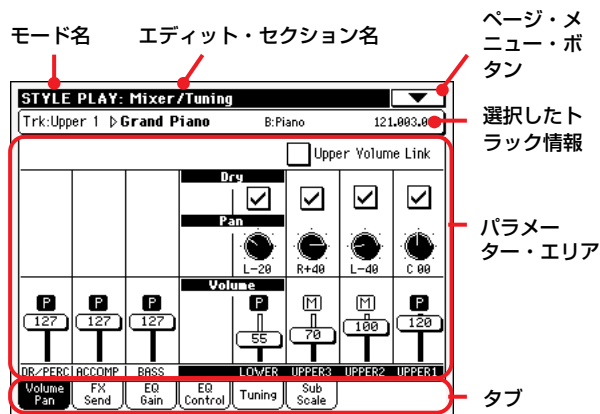 モード名
エディット・セクション名
ページ・メ
ニュー・ボ
タン
STYLE PLAY: Mixer/Tuning
Trk:Upper 1 ▷Grand Piano B:Piano 121.003.0
選択したト
ラック情報
Upper Volume Link
Dry
Pan
L-20 R+40 L-40 C 00
パラメー
ター・エリア
Volume
P P P P M M P
127 127 127 55 70 100 120
DR/PERC ACCOMP BASS LOWER UPPER3 UPPER2 UPPER1
Volume Pan
FX Send
EQ Gain
EQ Control
Tuning
Sub Scale
タブ